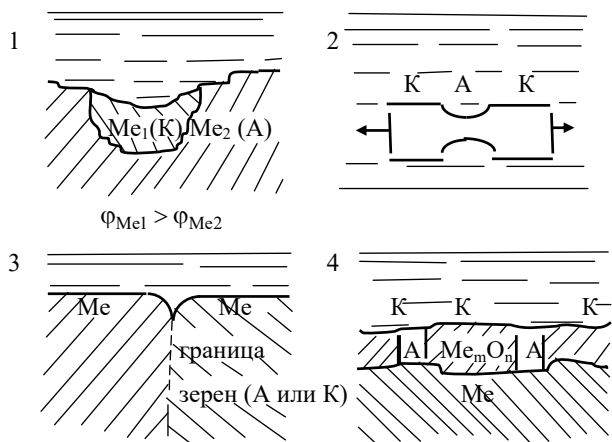 1
Me₁(К) Me₂ (А)
φMe1 > φMe2
2
К А К
3
Me Me
граница
зерен (А или К)
4
К К К
А MeₘOₙ А
Me